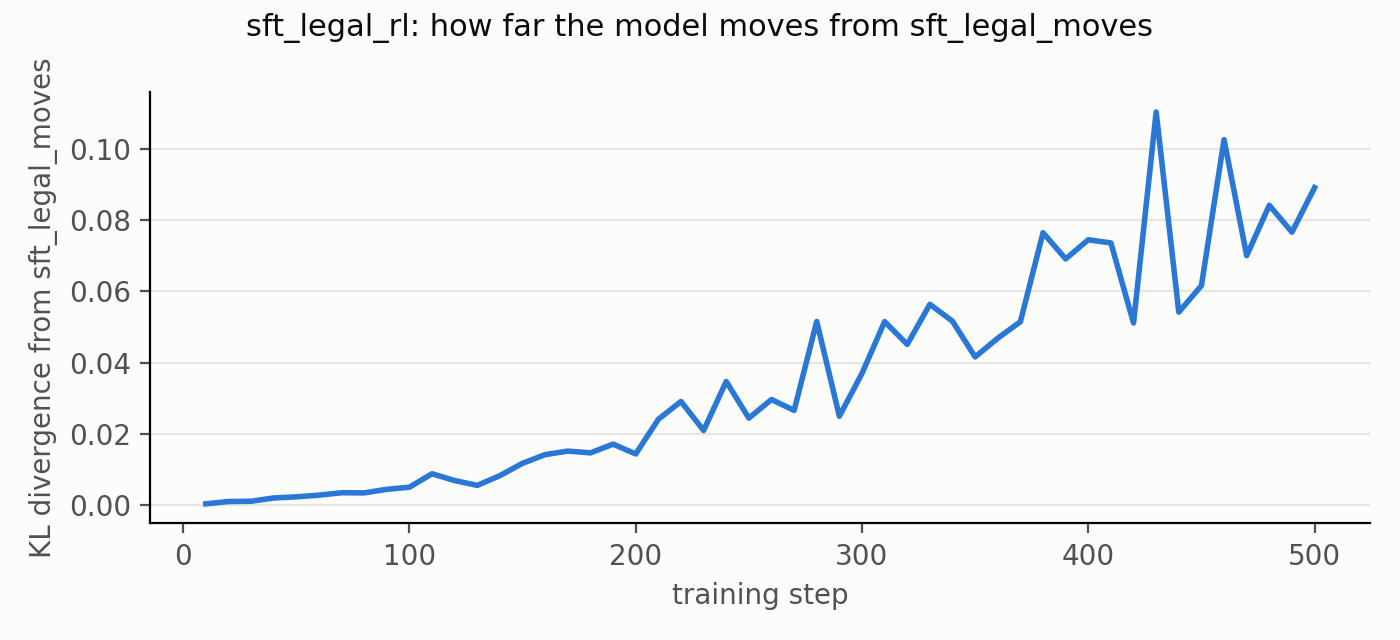 sft_legal_rl: how far the model moves from sft_legal_moves
KL divergence from sft_legal_moves
0.10
0.08
0.06
0.04
0.02
0.00
0 100 200 300 400 500
training step